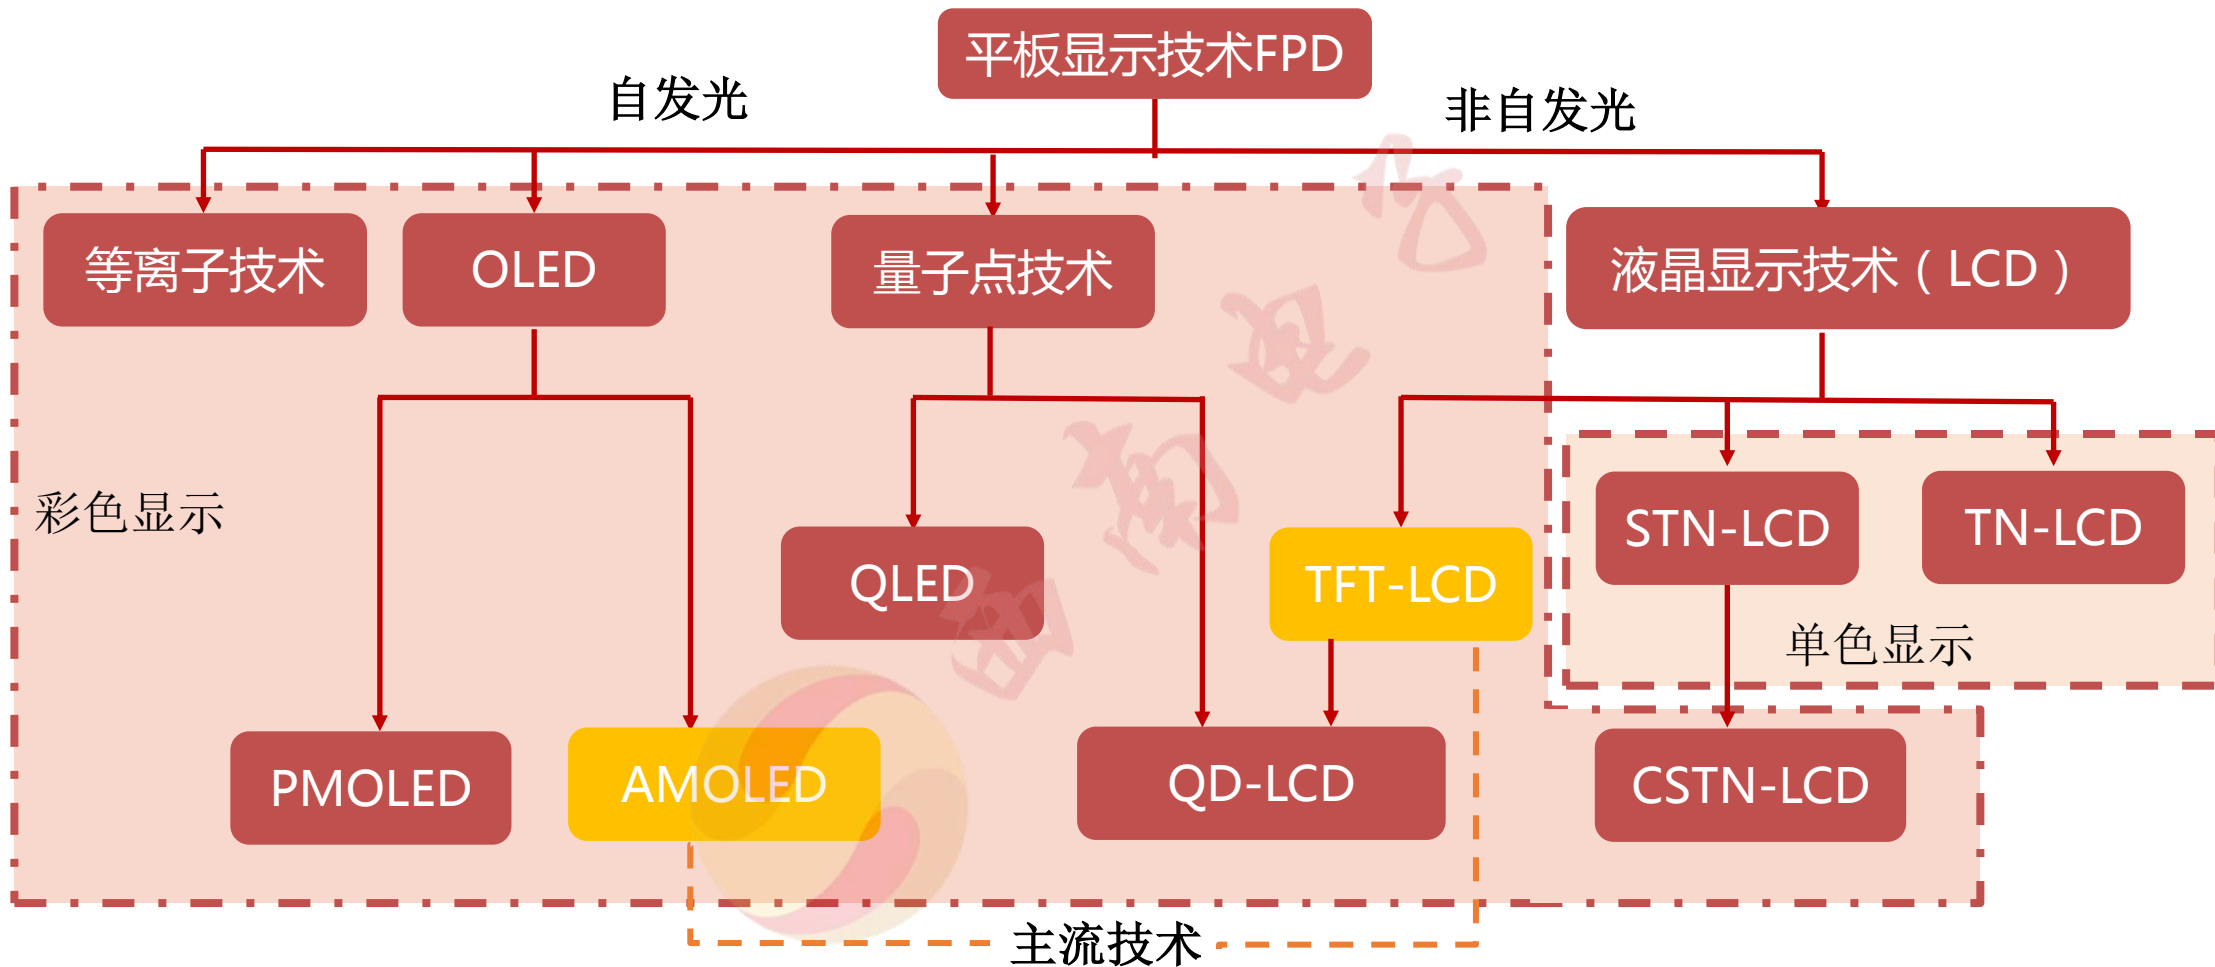 平板显示技术FPD
自发光
非自发光
等离子技术
OLED
量子点技术
液晶显示技术（LCD）
彩色显示
QLED
TFT-LCD
STN-LCD
TN-LCD
单色显示
PMOLED
AMOLED
QD-LCD
CSTN-LCD
主流技术